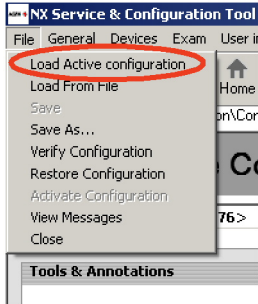 NX Service & Configuration Tool
File General Devices Exam User in
Load Active configuration
Load From File
Home
Save
on\Cor
Save As...
Verify Configuration
Restore Configuration
Co
Activate Configuration
View Messages
76>
Close
Tools & Annotations